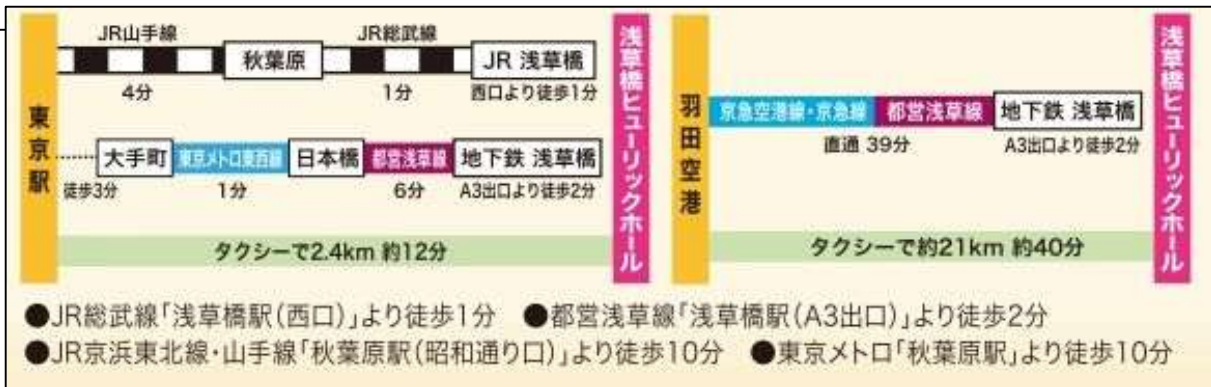 JR山手線 JR総武線
秋葉原 JR 浅草橋
4分 1分 西口より徒歩1分
東京駅
大手町 東京メトロ東西線 日本橋 都営浅草線 地下鉄 浅草橋
徒歩3分 1分 6分 A3出口より徒歩2分
タクシーで2.4km 約12分
浅草橋ヒューリックホール
羽田空港
京急空港線・京急線 都営浅草線 地下鉄 浅草橋
直通 39分 A3出口より徒歩2分
タクシーで約21km 約40分
浅草橋ヒューリックホール
●JR総武線「浅草橋駅(西口)」より徒歩1分 ●都営浅草線「浅草橋駅(A3出口)」より徒歩2分
●JR京浜東北線・山手線「秋葉原駅(昭和通り口)」より徒歩10分 ●東京メトロ「秋葉原駅」より徒歩10分